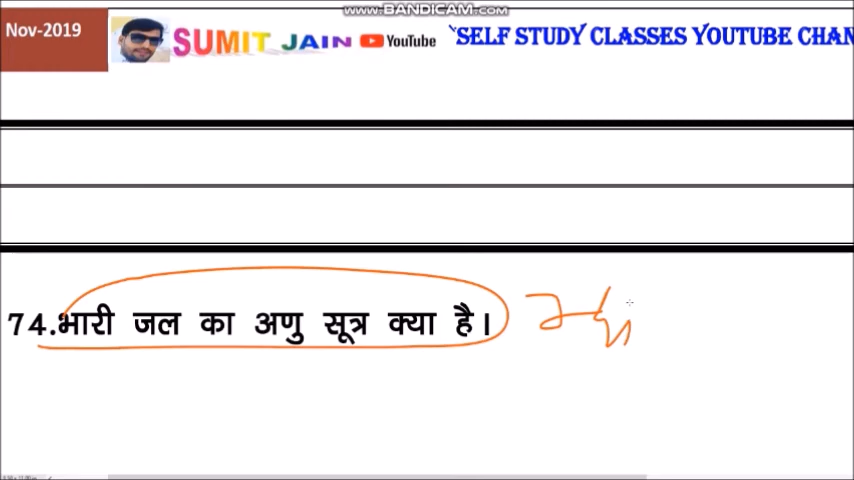 WWW.BANDICAM.COM
Nov-2019 SUMIT JAIN YouTube SELF STUDY CLASSES YOUTUBE CHAN
74.भारी जल का अणु सूत्र क्या है।